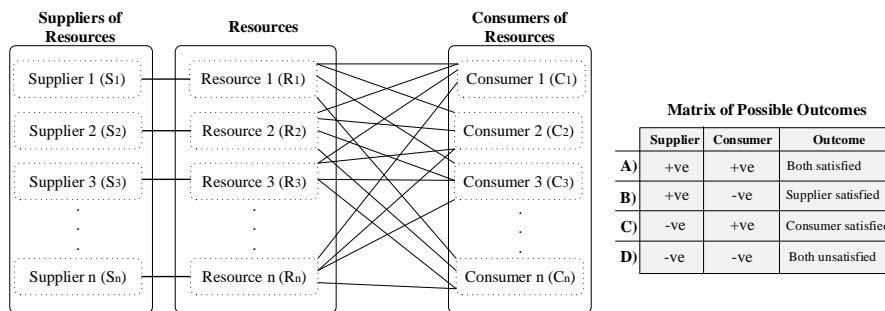 Suppliers of
Resources
Resources
Consumers of
Resources
Supplier 1 (S1)
Resource 1 (R1)
Consumer 1 (C1)
Supplier 2 (S2)
Resource 2 (R2)
Consumer 2 (C2)
Supplier 3 (S3)
Resource 3 (R3)
Consumer 3 (C3)
.
.
.
.
.
.
.
.
.
Supplier n (Sn)
Resource n (Rn)
Consumer n (Cn)
Matrix of Possible Outcomes
Supplier Consumer Outcome
A) +ve +ve Both satisfied
B) +ve -ve Supplier satisfied
C) -ve +ve Consumer satisfied
D) -ve -ve Both unsatisfied